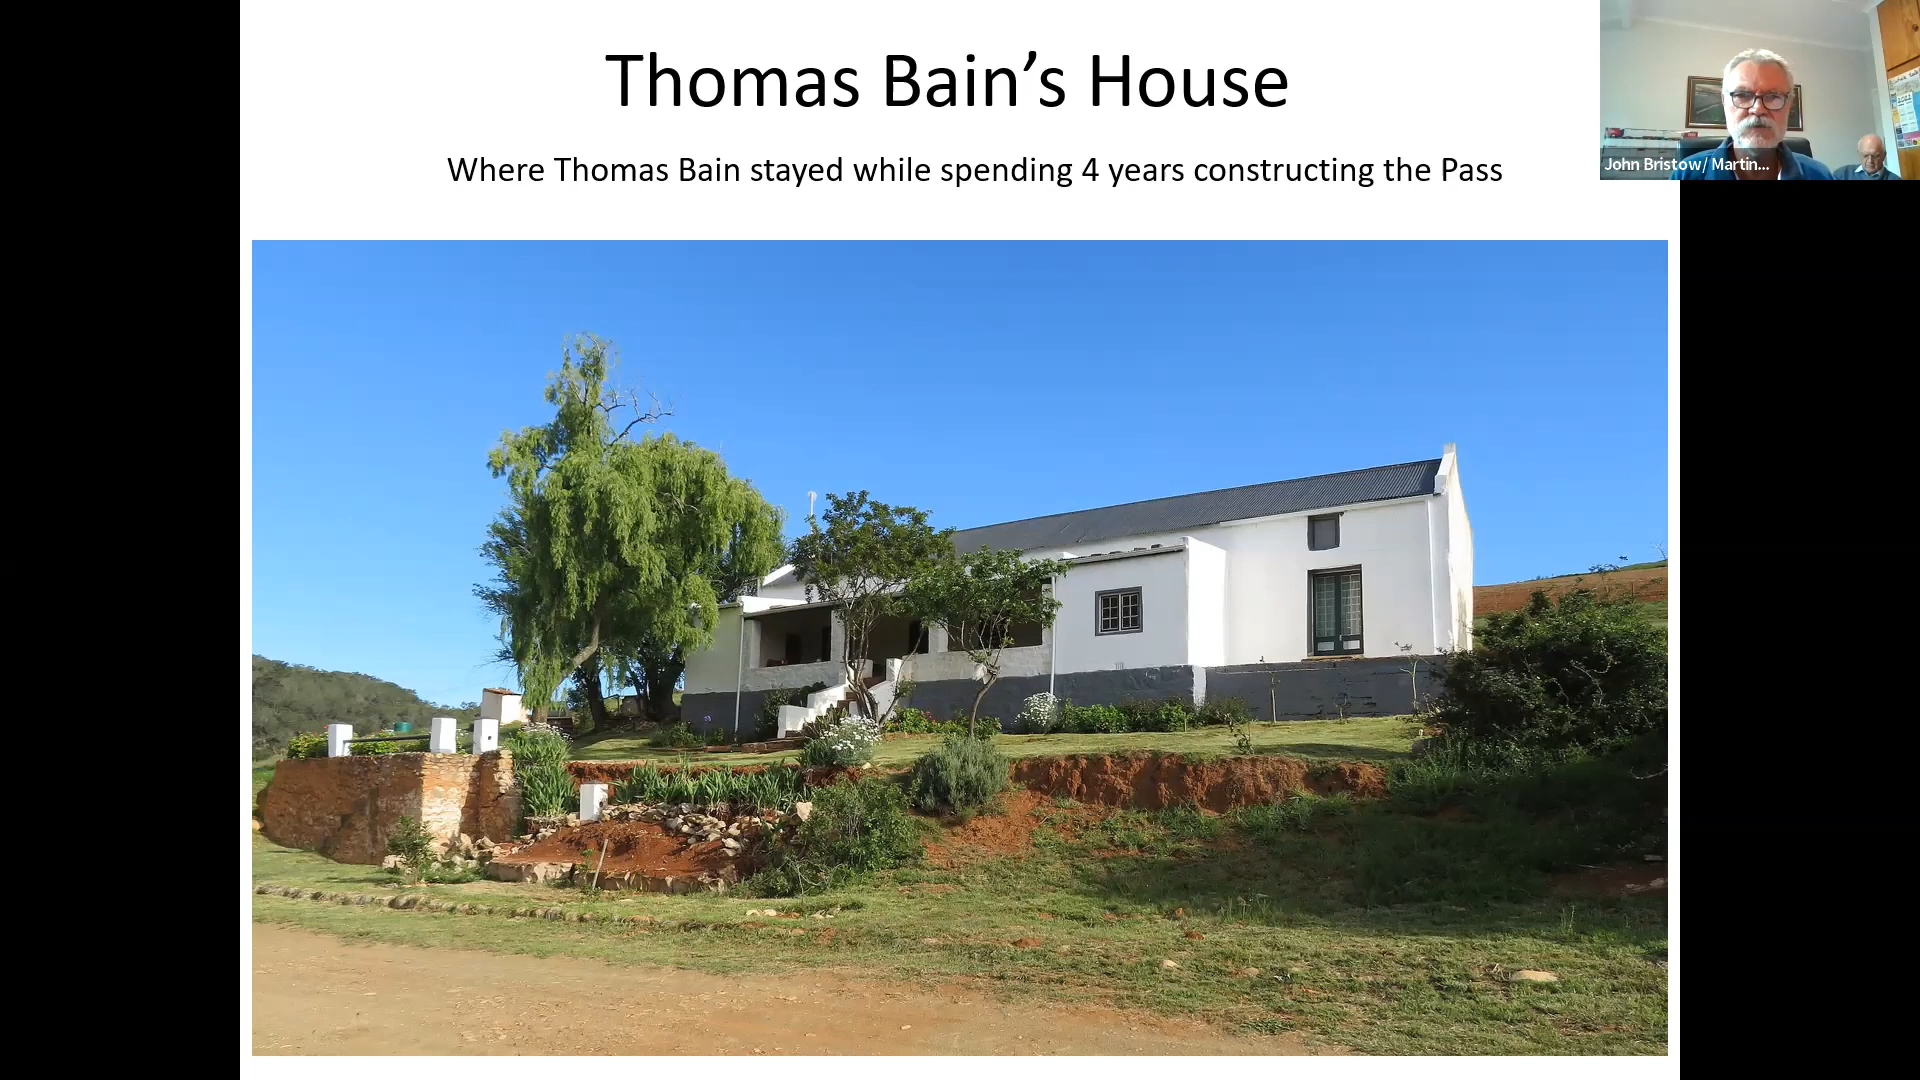 Thomas Bain’s House
Where Thomas Bain stayed while spending 4 years constructing the Pass
John Bristow/ Martin...